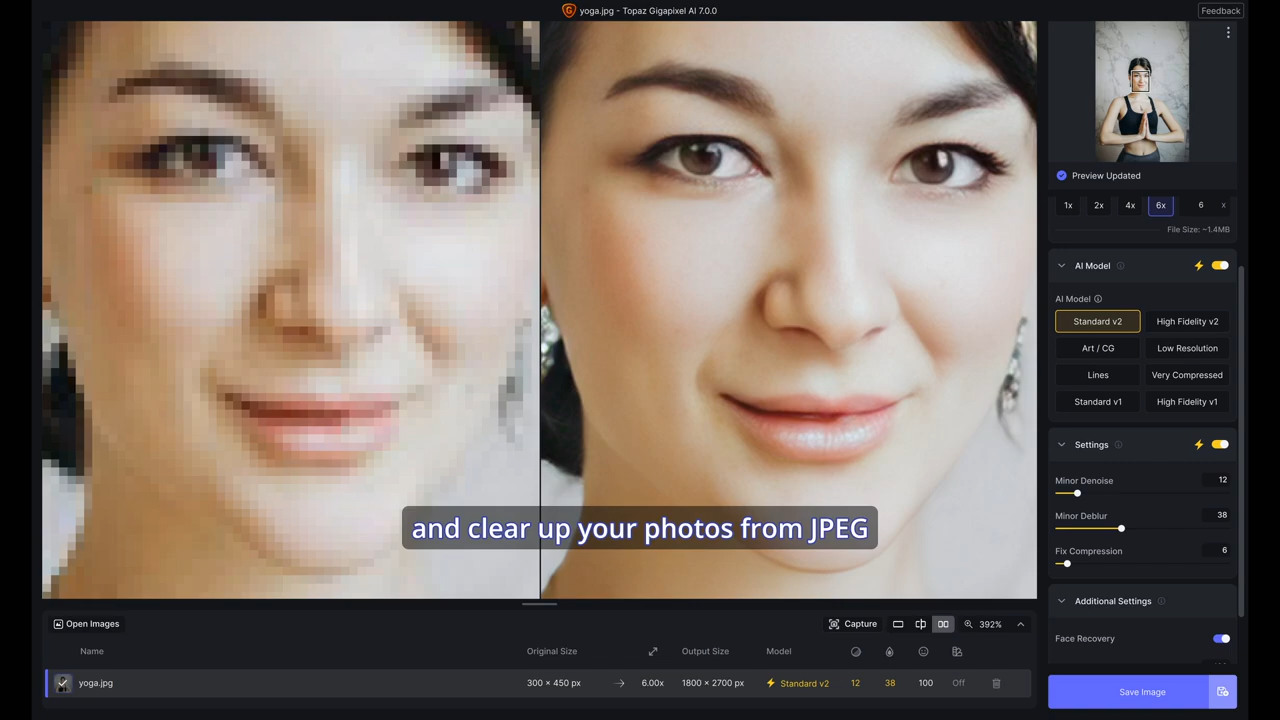 yoga.jpg - Topaz Gigapixel AI 7.0.0
Feedback
Preview Updated
1x 2x 4x 6x 6 x
File Size: ~1.4MB
AI Model
AI Model
Standard v2 High Fidelity v2
Art / CG Low Resolution
Lines Very Compressed
Standard v1 High Fidelity v1
Settings
Minor Denoise 12
Minor Deblur 38
Fix Compression 6
Additional Settings
Face Recovery
Save Image
and clear up your photos from JPEG
Open Images
Capture
392%
Name Original Size Output Size Model
yoga.jpg 300 × 450 px → 6.00x 1800 × 2700 px Standard v2 12 38 100 Off